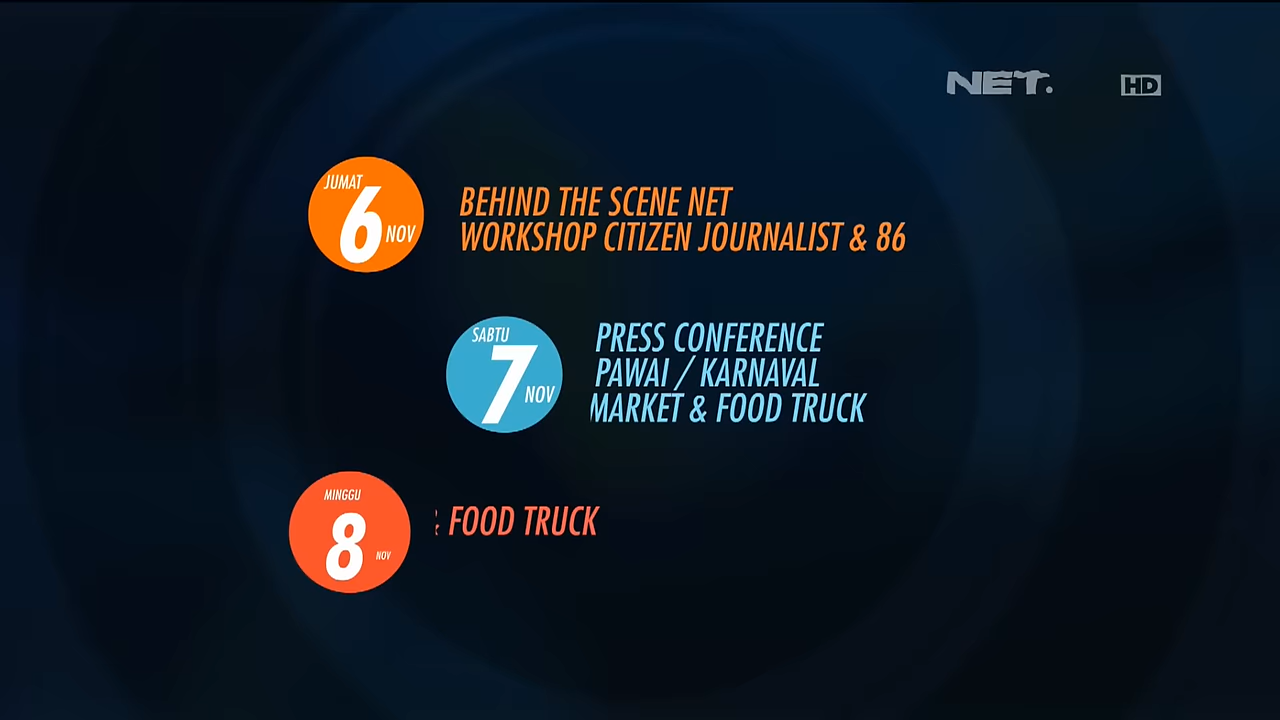 NET.
HD
JUMAT
6
NOV
BEHIND THE SCENE NET
WORKSHOP CITIZEN JOURNALIST & 86
SABTU
7
NOV
PRESS CONFERENCE
PAWAI / KARNAVAL
MARKET & FOOD TRUCK
MINGGU
8
NOV
FOOD TRUCK